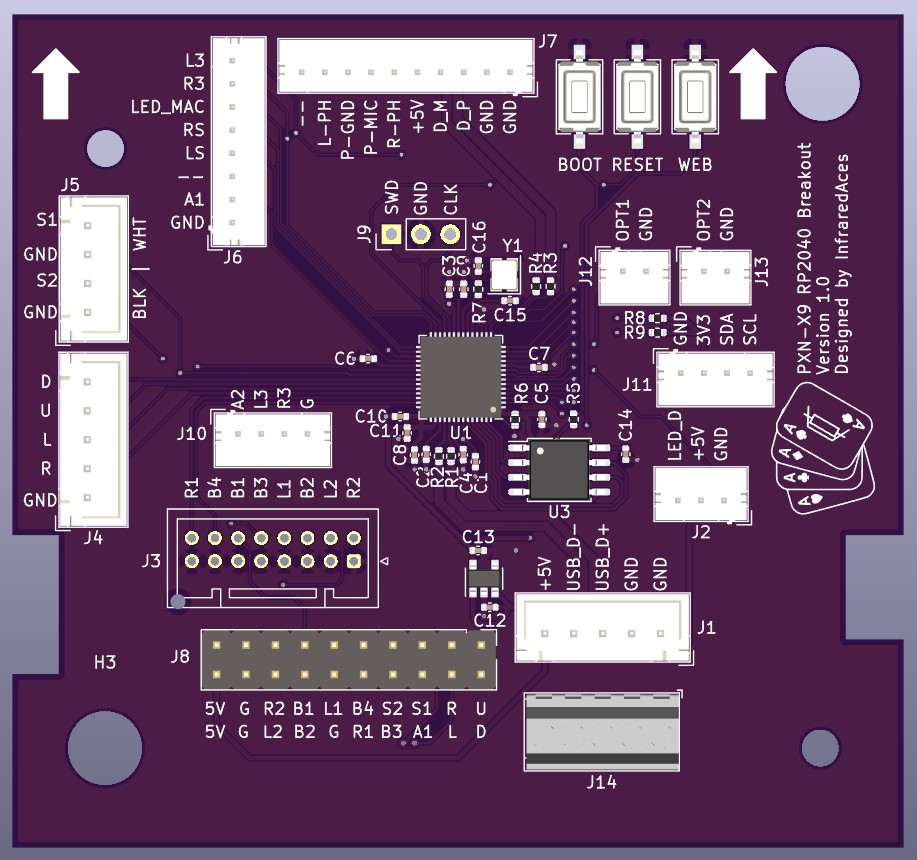 J7
L3
R3
LED_MAC
RS
LS
--
A1
GND
J6
--
L-PH
P-GND
P-MIC
R-PH
+5V
D_M
D_P
GND
GND
BOOT RESET WEB
J5
S1
GND
S2
GND
BLK | WHT
J9
SWD
GND
CLK
C3
C9
C16
Y1
R4
R3
R7
C15
J12
OPT1
GND
OPT2
GND
J13
R8
R9
GND
3V3
SDA
SCL
J11
PXN-X9 RP2040 Breakout
Version 1.0
Designed by InfraredAces
A
A
A
A
A
C6
C7
D
U
L
R
GND
J4
J10
A2
L3
R3
G
C10
C11
U1
R6
C5
R5
C14
C8
C2
R2
R1
C4
C1
U3
LED_D
+5V
GND
J2
R1
B4
B1
B3
L1
B2
L2
R2
J3
C13
C12
+5V
USB_D-
USB_D+
GND
GND
J1
H3
J8
5V G R2 B1 L1 B4 S2 S1 R U
5V G L2 B2 G R1 B3 A1 L D
J14